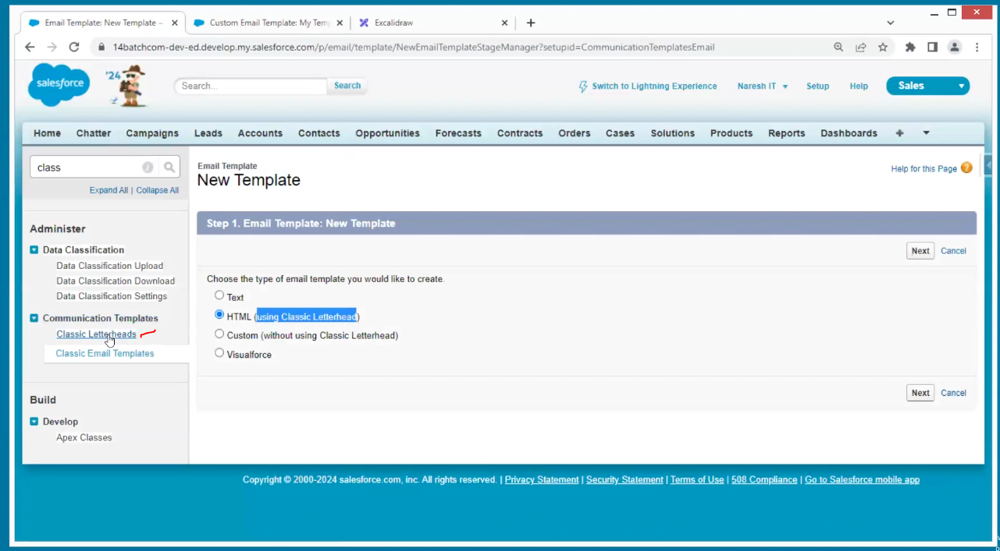 Email Template: New Template –
Custom Email Template: My Temp
Excalidraw
14batchcom-dev-ed.develop.my.salesforce.com/p/email/template/NewEmailTemplateStageManager?setupid=CommunicationTemplatesEmail
salesforce
'24
Search...
Search
Switch to Lightning Experience
Naresh IT
Setup
Help
Sales
Home Chatter Campaigns Leads Accounts Contacts Opportunities Forecasts Contracts Orders Cases Solutions Products Reports Dashboards +
class
Expand All | Collapse All
Administer
Data Classification
Data Classification Upload
Data Classification Download
Data Classification Settings
Communication Templates
Classic Letterheads
Classic Email Templates
Build
Develop
Apex Classes
Email Template
New Template
Help for this Page ?
Step 1. Email Template: New Template
Next Cancel
Choose the type of email template you would like to create.
Text
HTML (using Classic Letterhead)
Custom (without using Classic Letterhead)
Visualforce
Next Cancel
Copyright © 2000-2024 salesforce.com, inc. All rights reserved. | Privacy Statement | Security Statement | Terms of Use | 508 Compliance | Go to Salesforce mobile app